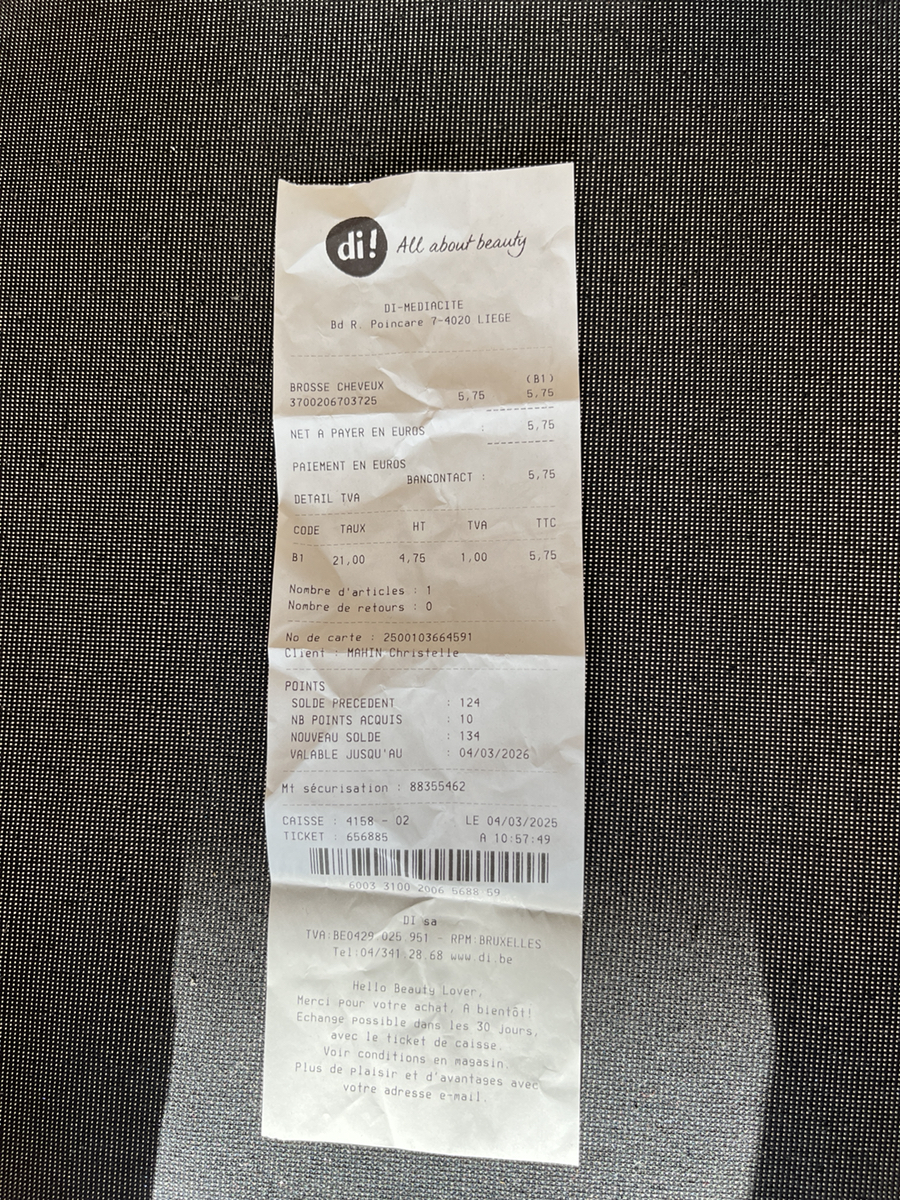 di! All about beauty
DI-MEDIACITE
Bd R. Poincare 7-4020 LIEGE
(B1)
BROSSE CHEVEUX
3700206703725 5,75 5,75
NET A PAYER EN EUROS : 5,75
PAIEMENT EN EUROS
BANCONTACT : 5,75
DETAIL TVA
CODE TAUX HT TVA TTC
B1 21,00 4,75 1,00 5,75
Nombre d'articles : 1
Nombre de retours : 0
No de carte : 2500103664591
Client : MAHIN Christelle
POINTS
SOLDE PRECEDENT : 124
NB POINTS ACQUIS : 10
NOUVEAU SOLDE : 134
VALABLE JUSQU'AU : 04/03/2026
Mt sécurisation : 88355462
CAISSE : 4158 - 02 LE 04/03/2025
TICKET : 656885 A 10:57:49
6003 3100 2006 5688 59
DI sa
TVA:BE0429 025 951 - RPM:BRUXELLES
Tel:04/341.28.68 www.di.be
Hello Beauty Lover,
Merci pour votre achat. A bientôt!
Echange possible dans les 30 jours,
avec le ticket de caisse.
Voir conditions en magasin.
Plus de plaisir et d'avantages avec
votre adresse e-mail.